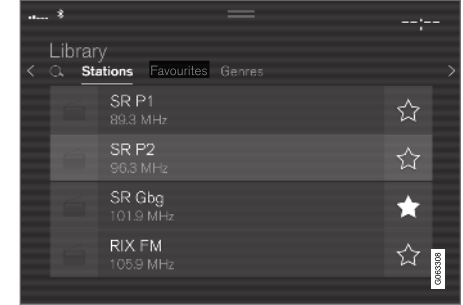 --:--
Library
Stations Favourites Genres
SR P1
89.3 MHz
SR P2
96.3 MHz
SR Gbg
101.9 MHz
RIX FM
105.9 MHz
G063308